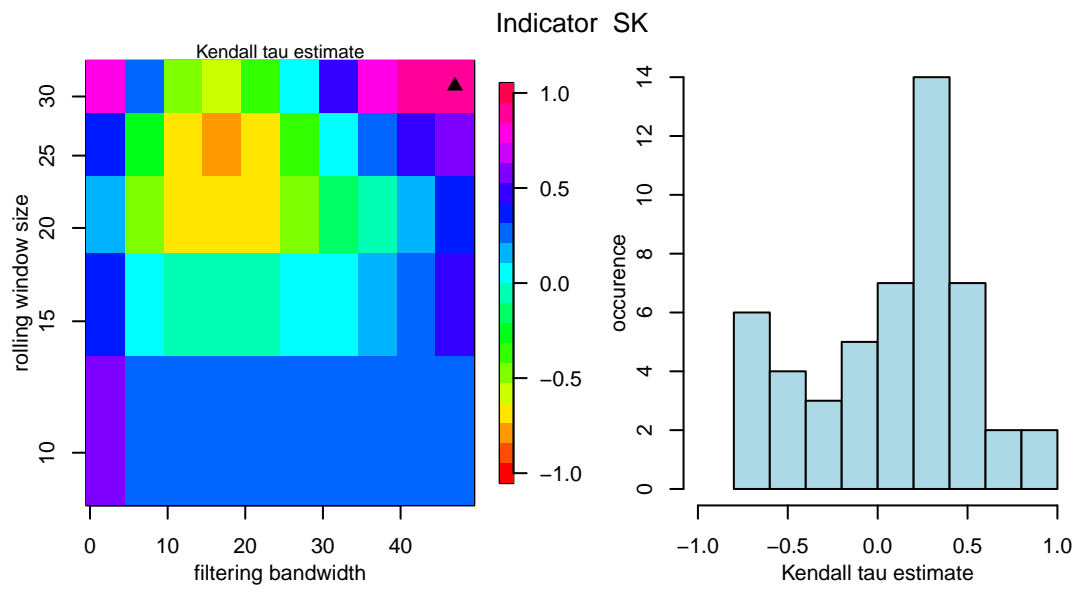 Indicator  SK
Kendall tau estimate
rolling window size
30
25
20
15
10
0 10 20 30 40
filtering bandwidth
1.0
0.5
0.0
−0.5
−1.0
occurence
14
12
10
8
6
4
2
0
−1.0 −0.5 0.0 0.5 1.0
Kendall tau estimate